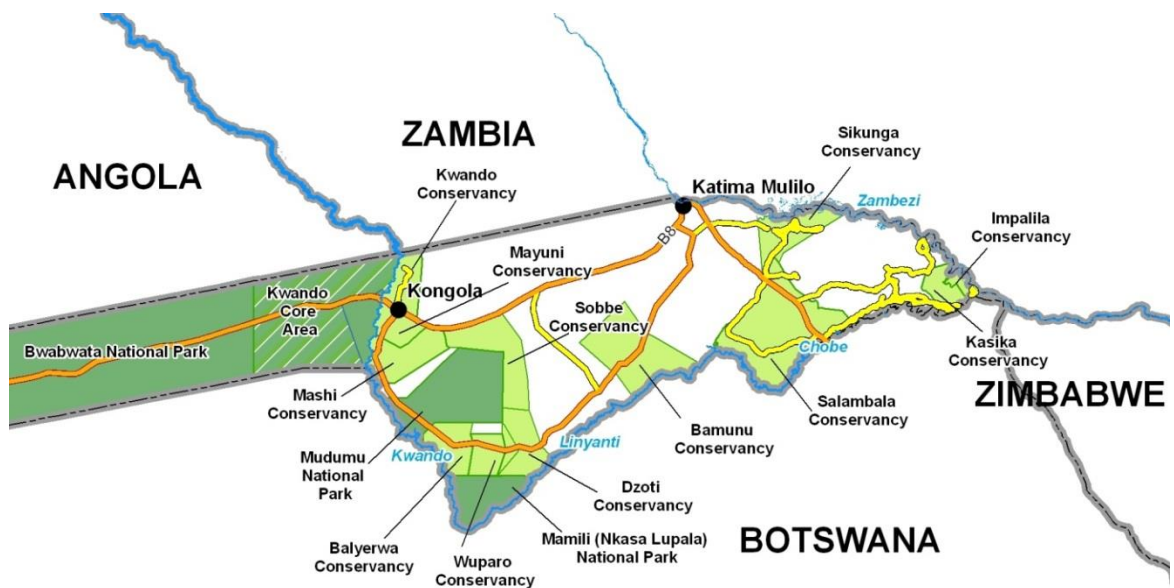 ANGOLA
ZAMBIA
Kwando
Conservancy
Katima Mulilo
Sikunga
Conservancy
Zambezi
Impalila
Conservancy
B8
Mayuni
Conservancy
Kwando
Core
Area
Kongola
Sobbe
Conservancy
Bwabwata National Park
Chobe
Kasika
Conservancy
ZIMBABWE
Mashi
Conservancy
Salambala
Conservancy
Bamunu
Conservancy
Linyanti
Mudumu
National
Park
Kwando
Dzoti
Conservancy
Mamili (Nkasa Lupala)
National Park
BOTSWANA
Balyerwa
Conservancy
Wuparo
Conservancy